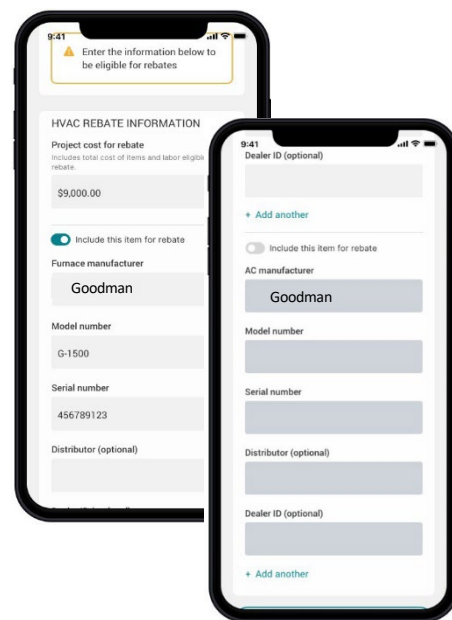 9:41
Enter the information below to
be eligible for rebates
HVAC REBATE INFORMATION
Project cost for rebate
Includes total cost of items and labor eligible
rebate.
$9,000.00
Include this item for rebate
Furnace manufacturer
Goodman
Model number
G-1500
Serial number
456789123
Distributor (optional)
9:41
Dealer ID (optional)
+ Add another
Include this item for rebate
AC manufacturer
Goodman
Model number
Serial number
Distributor (optional)
Dealer ID (optional)
+ Add another